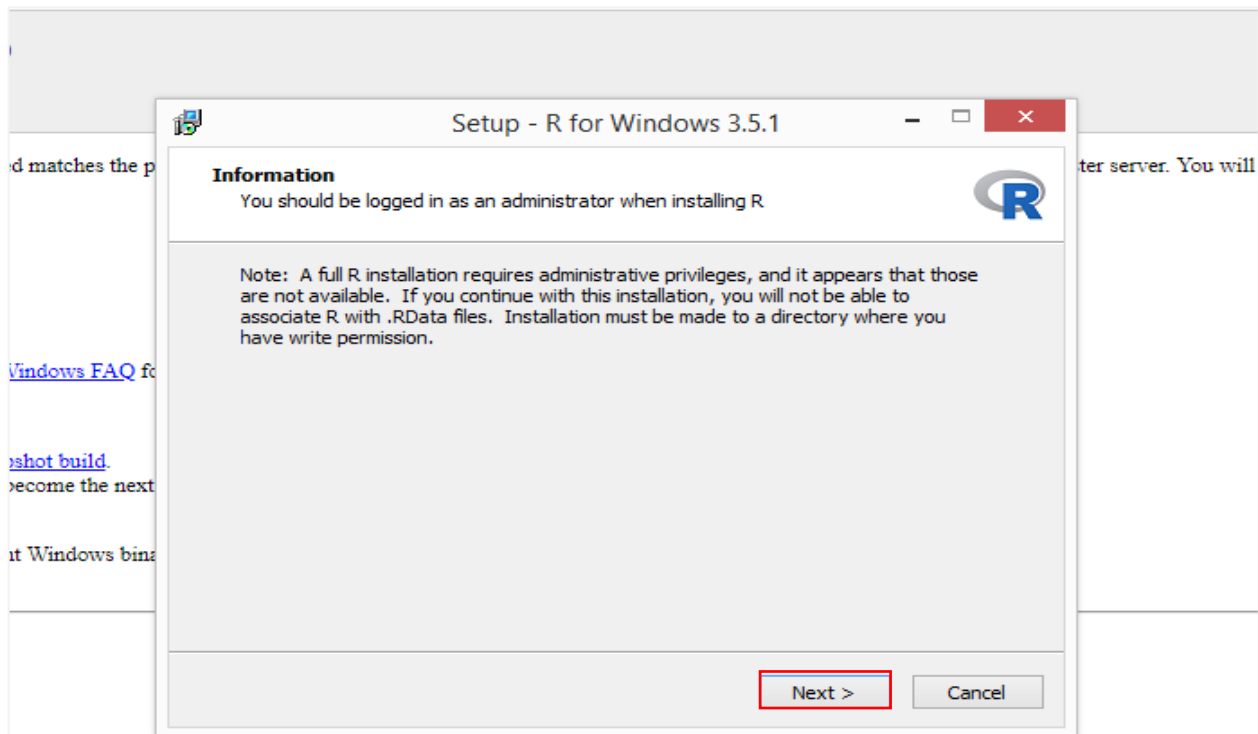 Setup - R for Windows 3.5.1
ed matches the p
ter server. You will
Information
You should be logged in as an administrator when installing R
R
Note: A full R installation requires administrative privileges, and it appears that those
are not available. If you continue with this installation, you will not be able to
associate R with .RData files. Installation must be made to a directory where you
have write permission.
Windows FAQ fo
pshot build.
become the next
nt Windows bina
Next >
Cancel